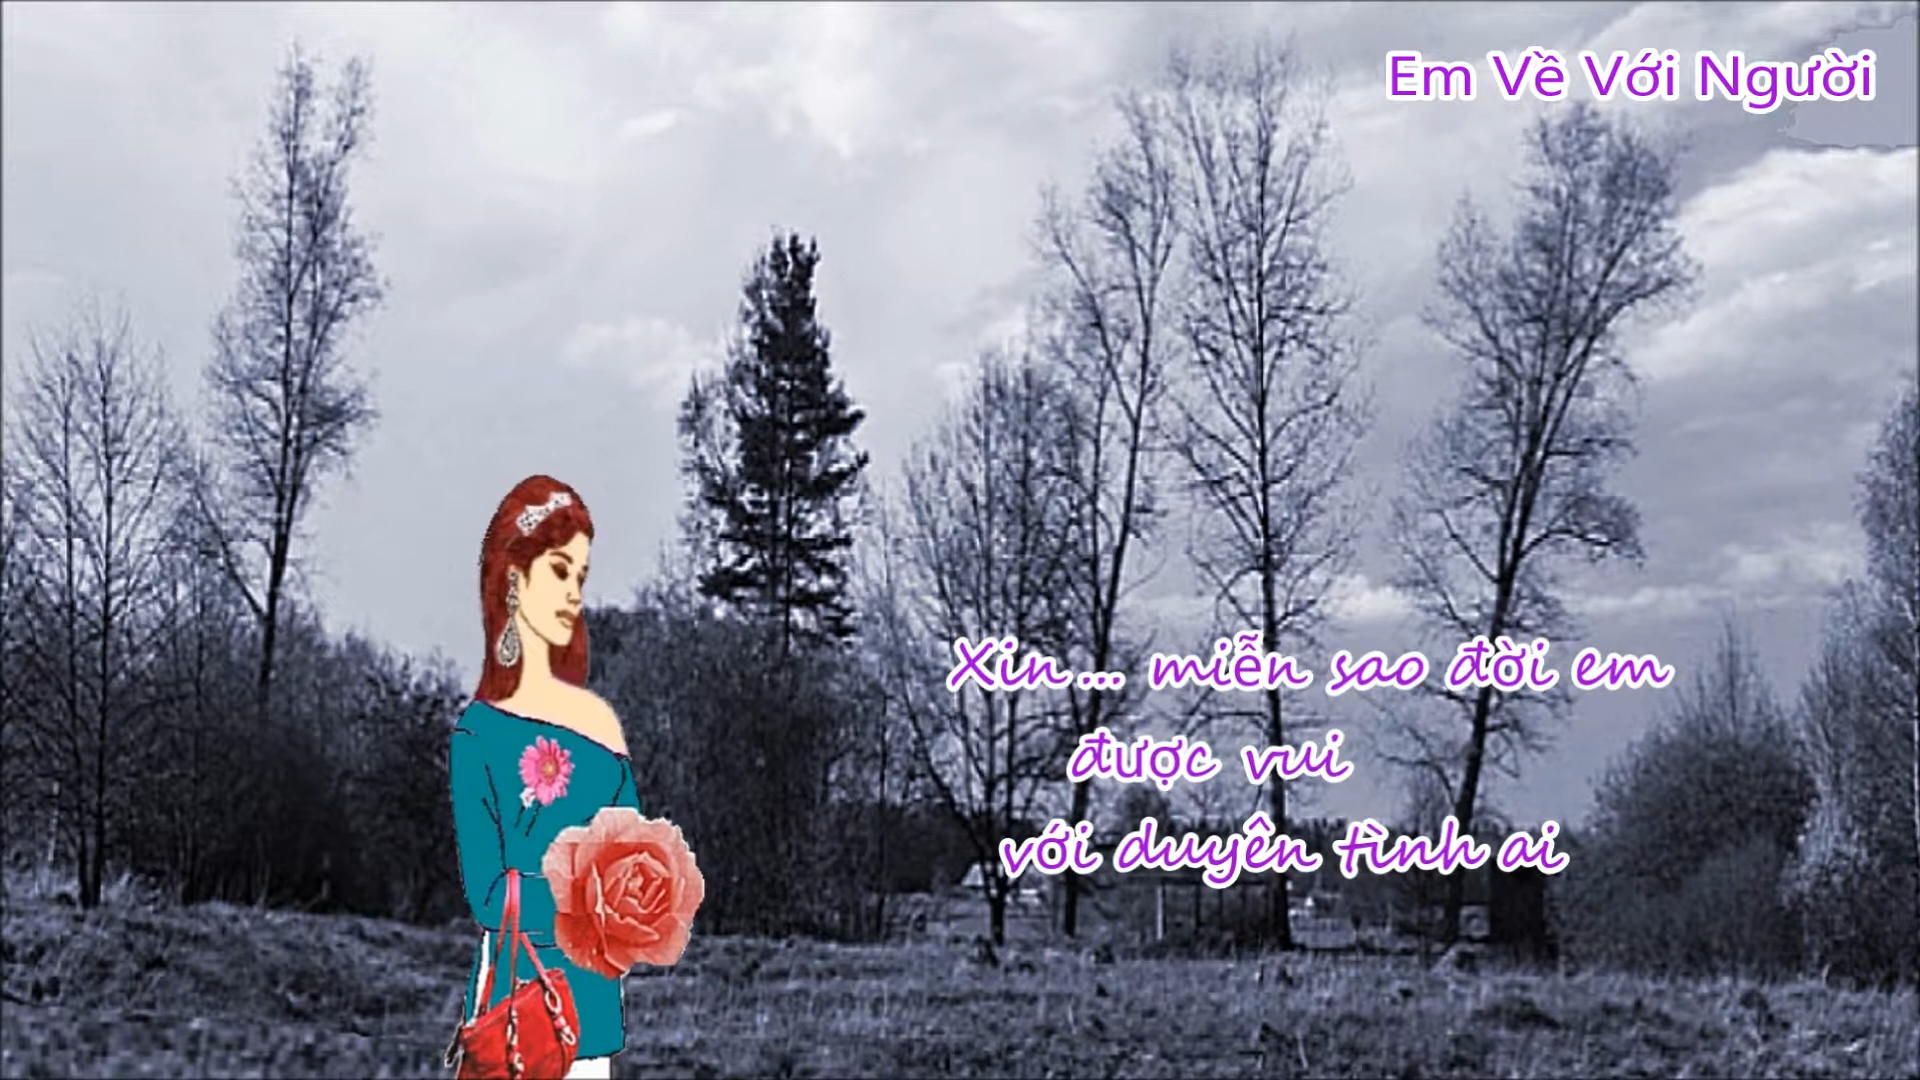 Em Về Với Người
Xin... miễn sao đời em
được vui
với duyên tình ai